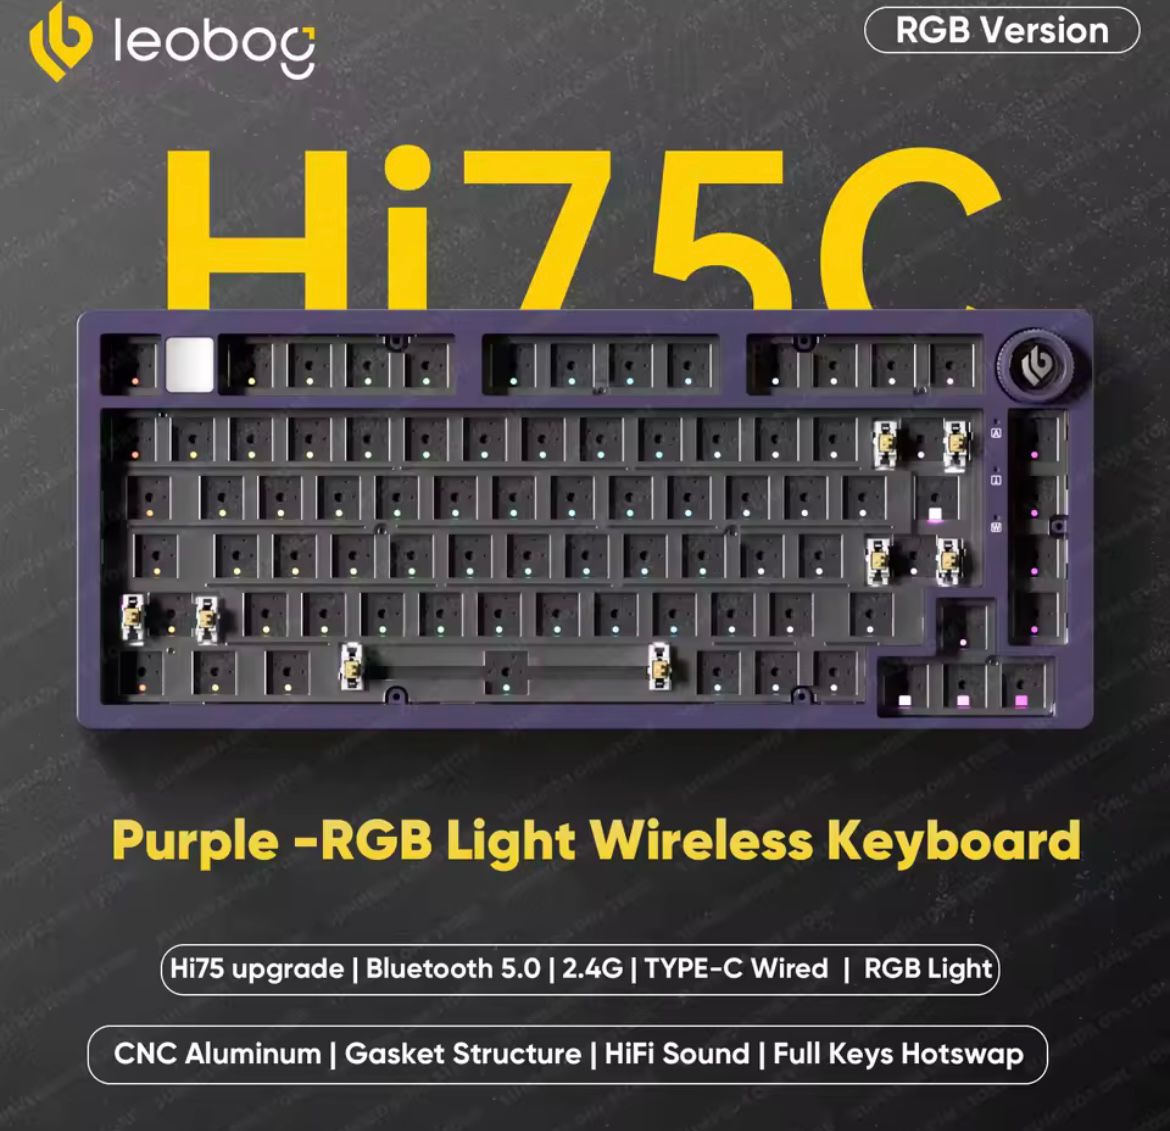 leobog
RGB Version
Hi75C
A
1
W
Purple -RGB Light Wireless Keyboard
Hi75 upgrade | Bluetooth 5.0 | 2.4G | TYPE-C Wired | RGB Light
CNC Aluminum | Gasket Structure | HiFi Sound | Full Keys Hotswap